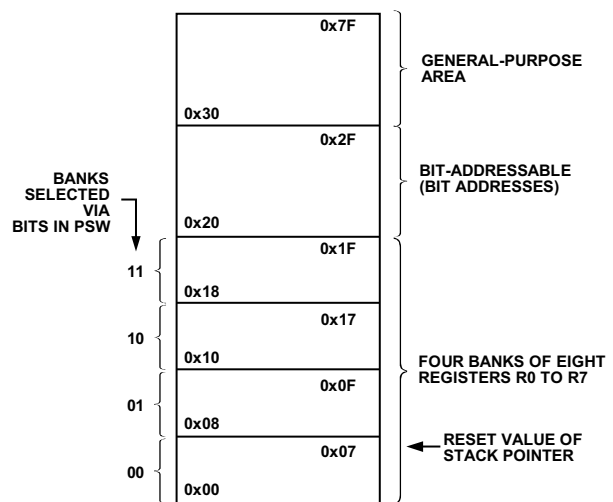 0x7F
GENERAL-PURPOSE
AREA
0x30
0x2F
BIT-ADDRESSABLE
(BIT ADDRESSES)
BANKS
SELECTED
VIA
BITS IN PSW
0x20
0x1F
11
0x18
0x17
10
0x10
FOUR BANKS OF EIGHT
REGISTERS R0 TO R7
0x0F
01
0x08
RESET VALUE OF
STACK POINTER
0x07
00
0x00